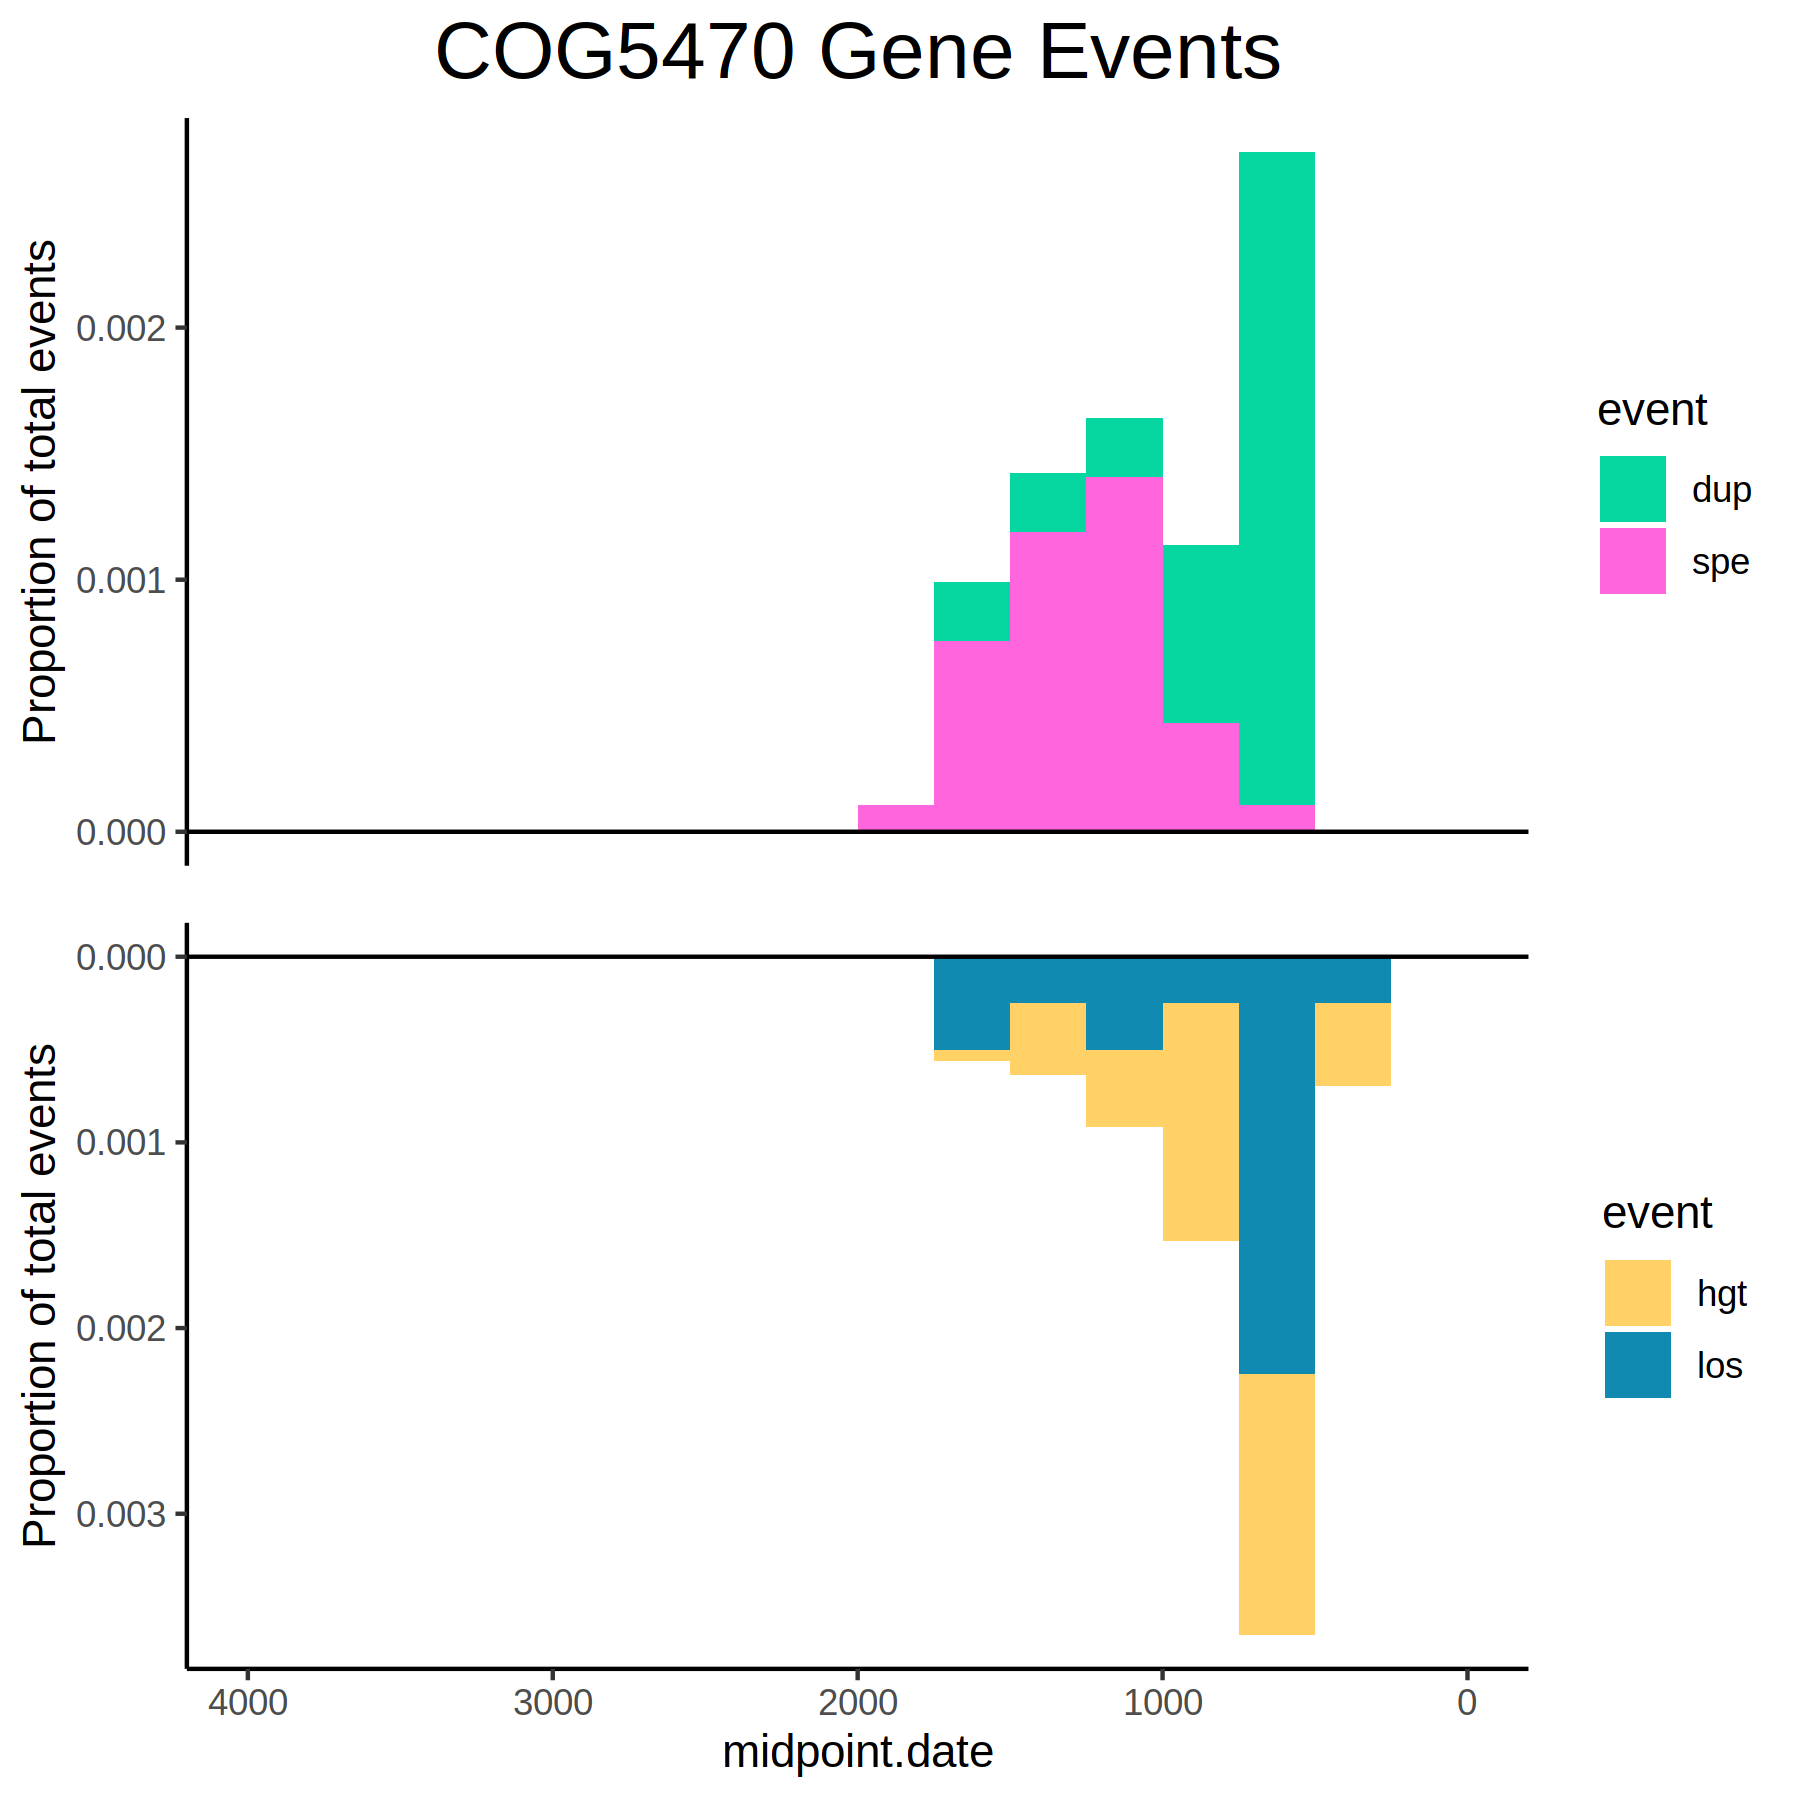 COG5470 Gene Events
Proportion of total events
0.002
0.001
0.000
event
dup
spe
Proportion of total events
0.000
0.001
0.002
0.003
event
hgt
los
4000 3000 2000 1000 0
midpoint.date